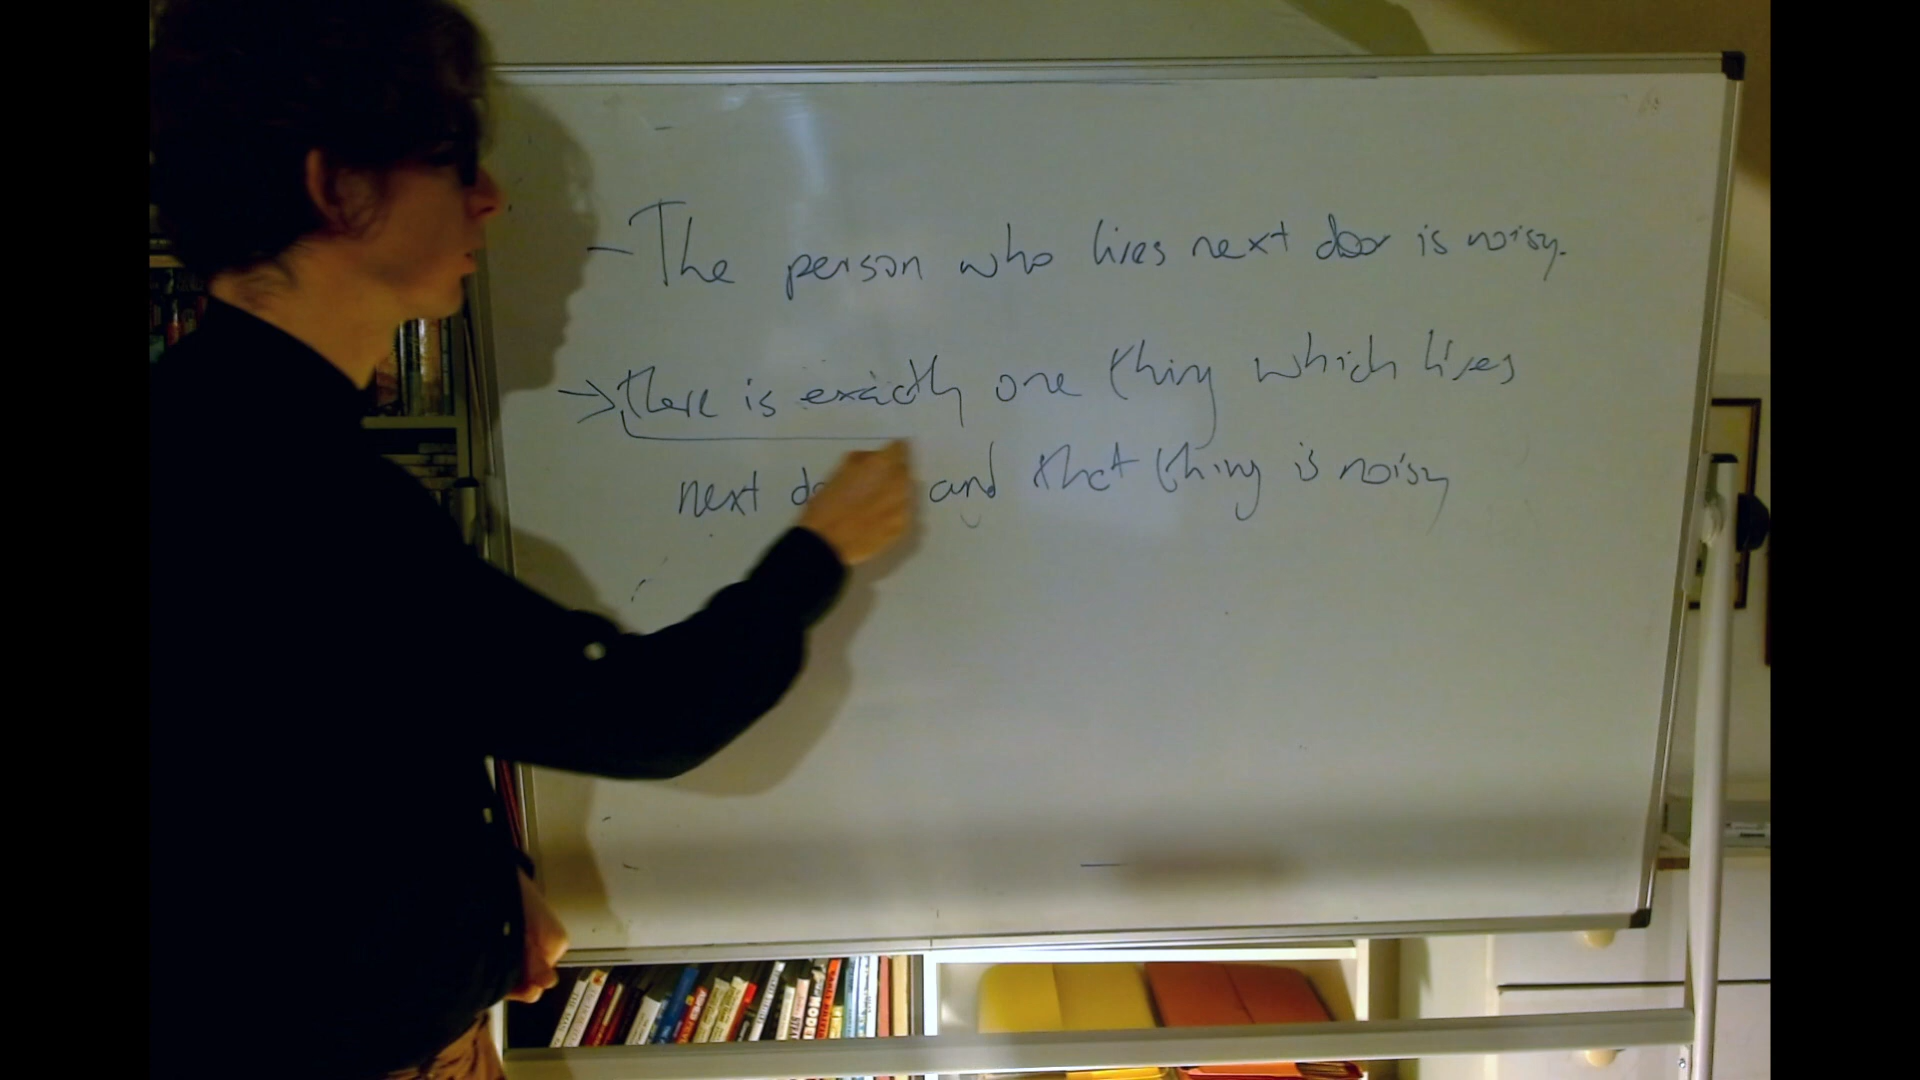 - The person who lives next door is noisy.
→ there is exactly one thing which lives
next and that thing is noisy